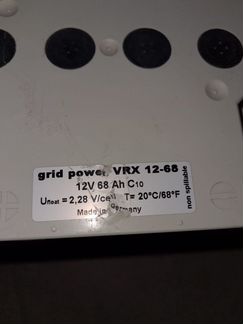 grid power VRX 12-68
12V 68 Ah C10
Ufloat = 2,28 V/cell T= 20°C/68°F
Made in Germany
non spillable